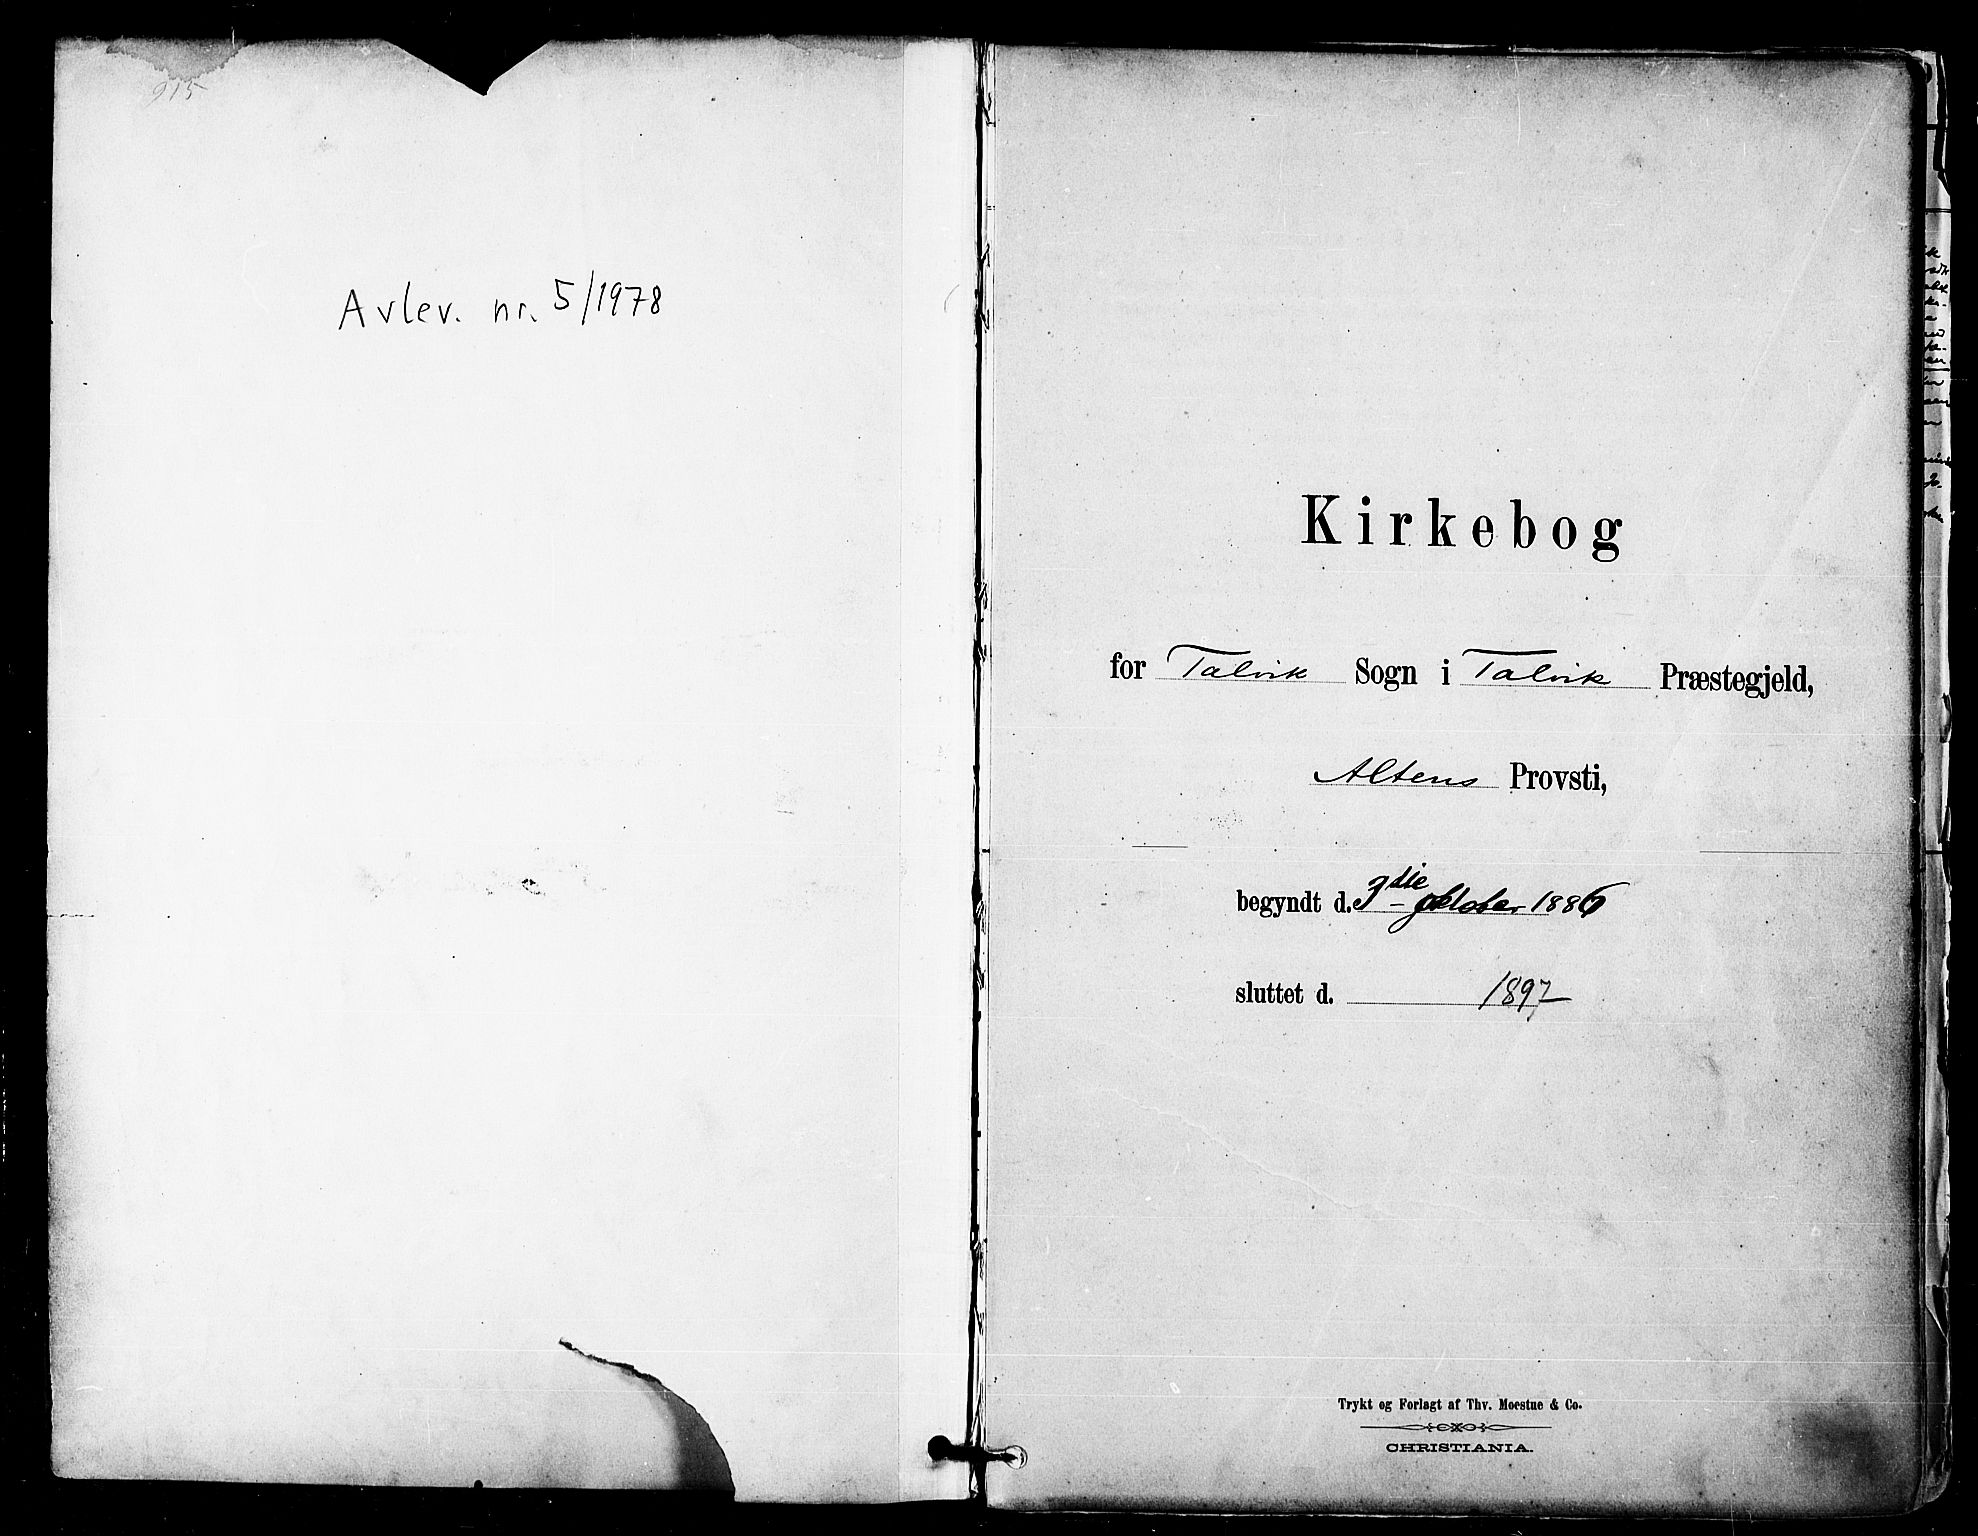 915
Avlev. nr. 5/1978
Kirkebog
for Talvik Sogn i Talvik Præstegjeld,
Altens Provsti,
begyndt d. 3die oktober 1886
sluttet d. 1897
Trykt og Forlagt af Thv. Moestue & Co.
CHRISTIANIA.